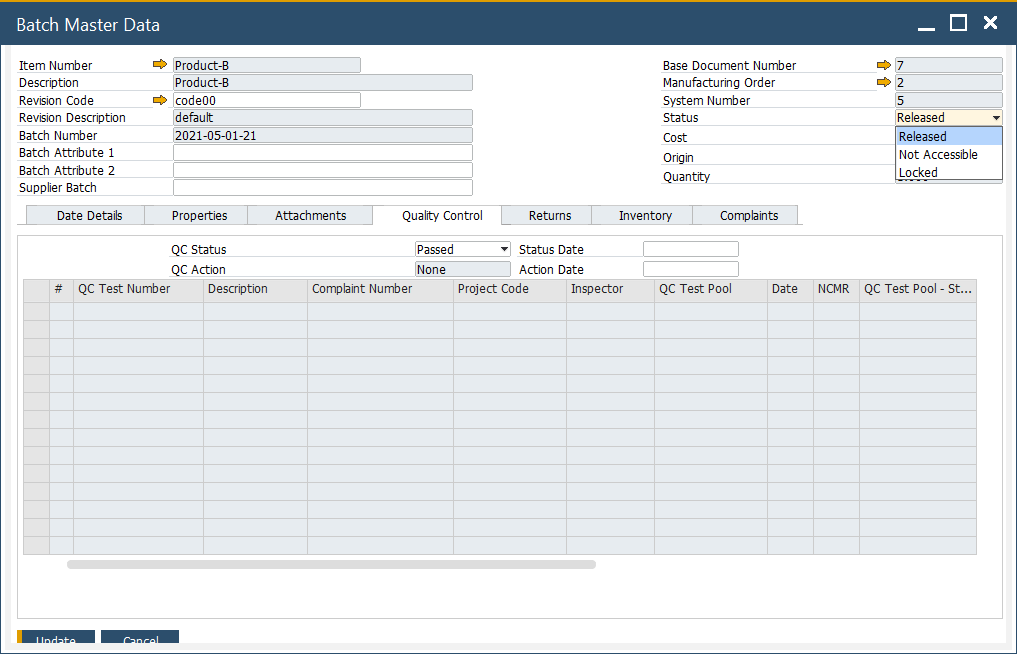 Batch Master Data
Item Number Product-B
Description Product-B
Revision Code code00
Revision Description default
Batch Number 2021-05-01-21
Batch Attribute 1
Batch Attribute 2
Supplier Batch
Base Document Number 7
Manufacturing Order 2
System Number 5
Status Released
Cost Released
Origin Not Accessible
Locked
Quantity
Date Details Properties Attachments Quality Control Returns Inventory Complaints
QC Status Passed Status Date
QC Action None Action Date
# QC Test Number Description Complaint Number Project Code Inspector QC Test Pool Date NCMR QC Test Pool - St...
Update Cancel